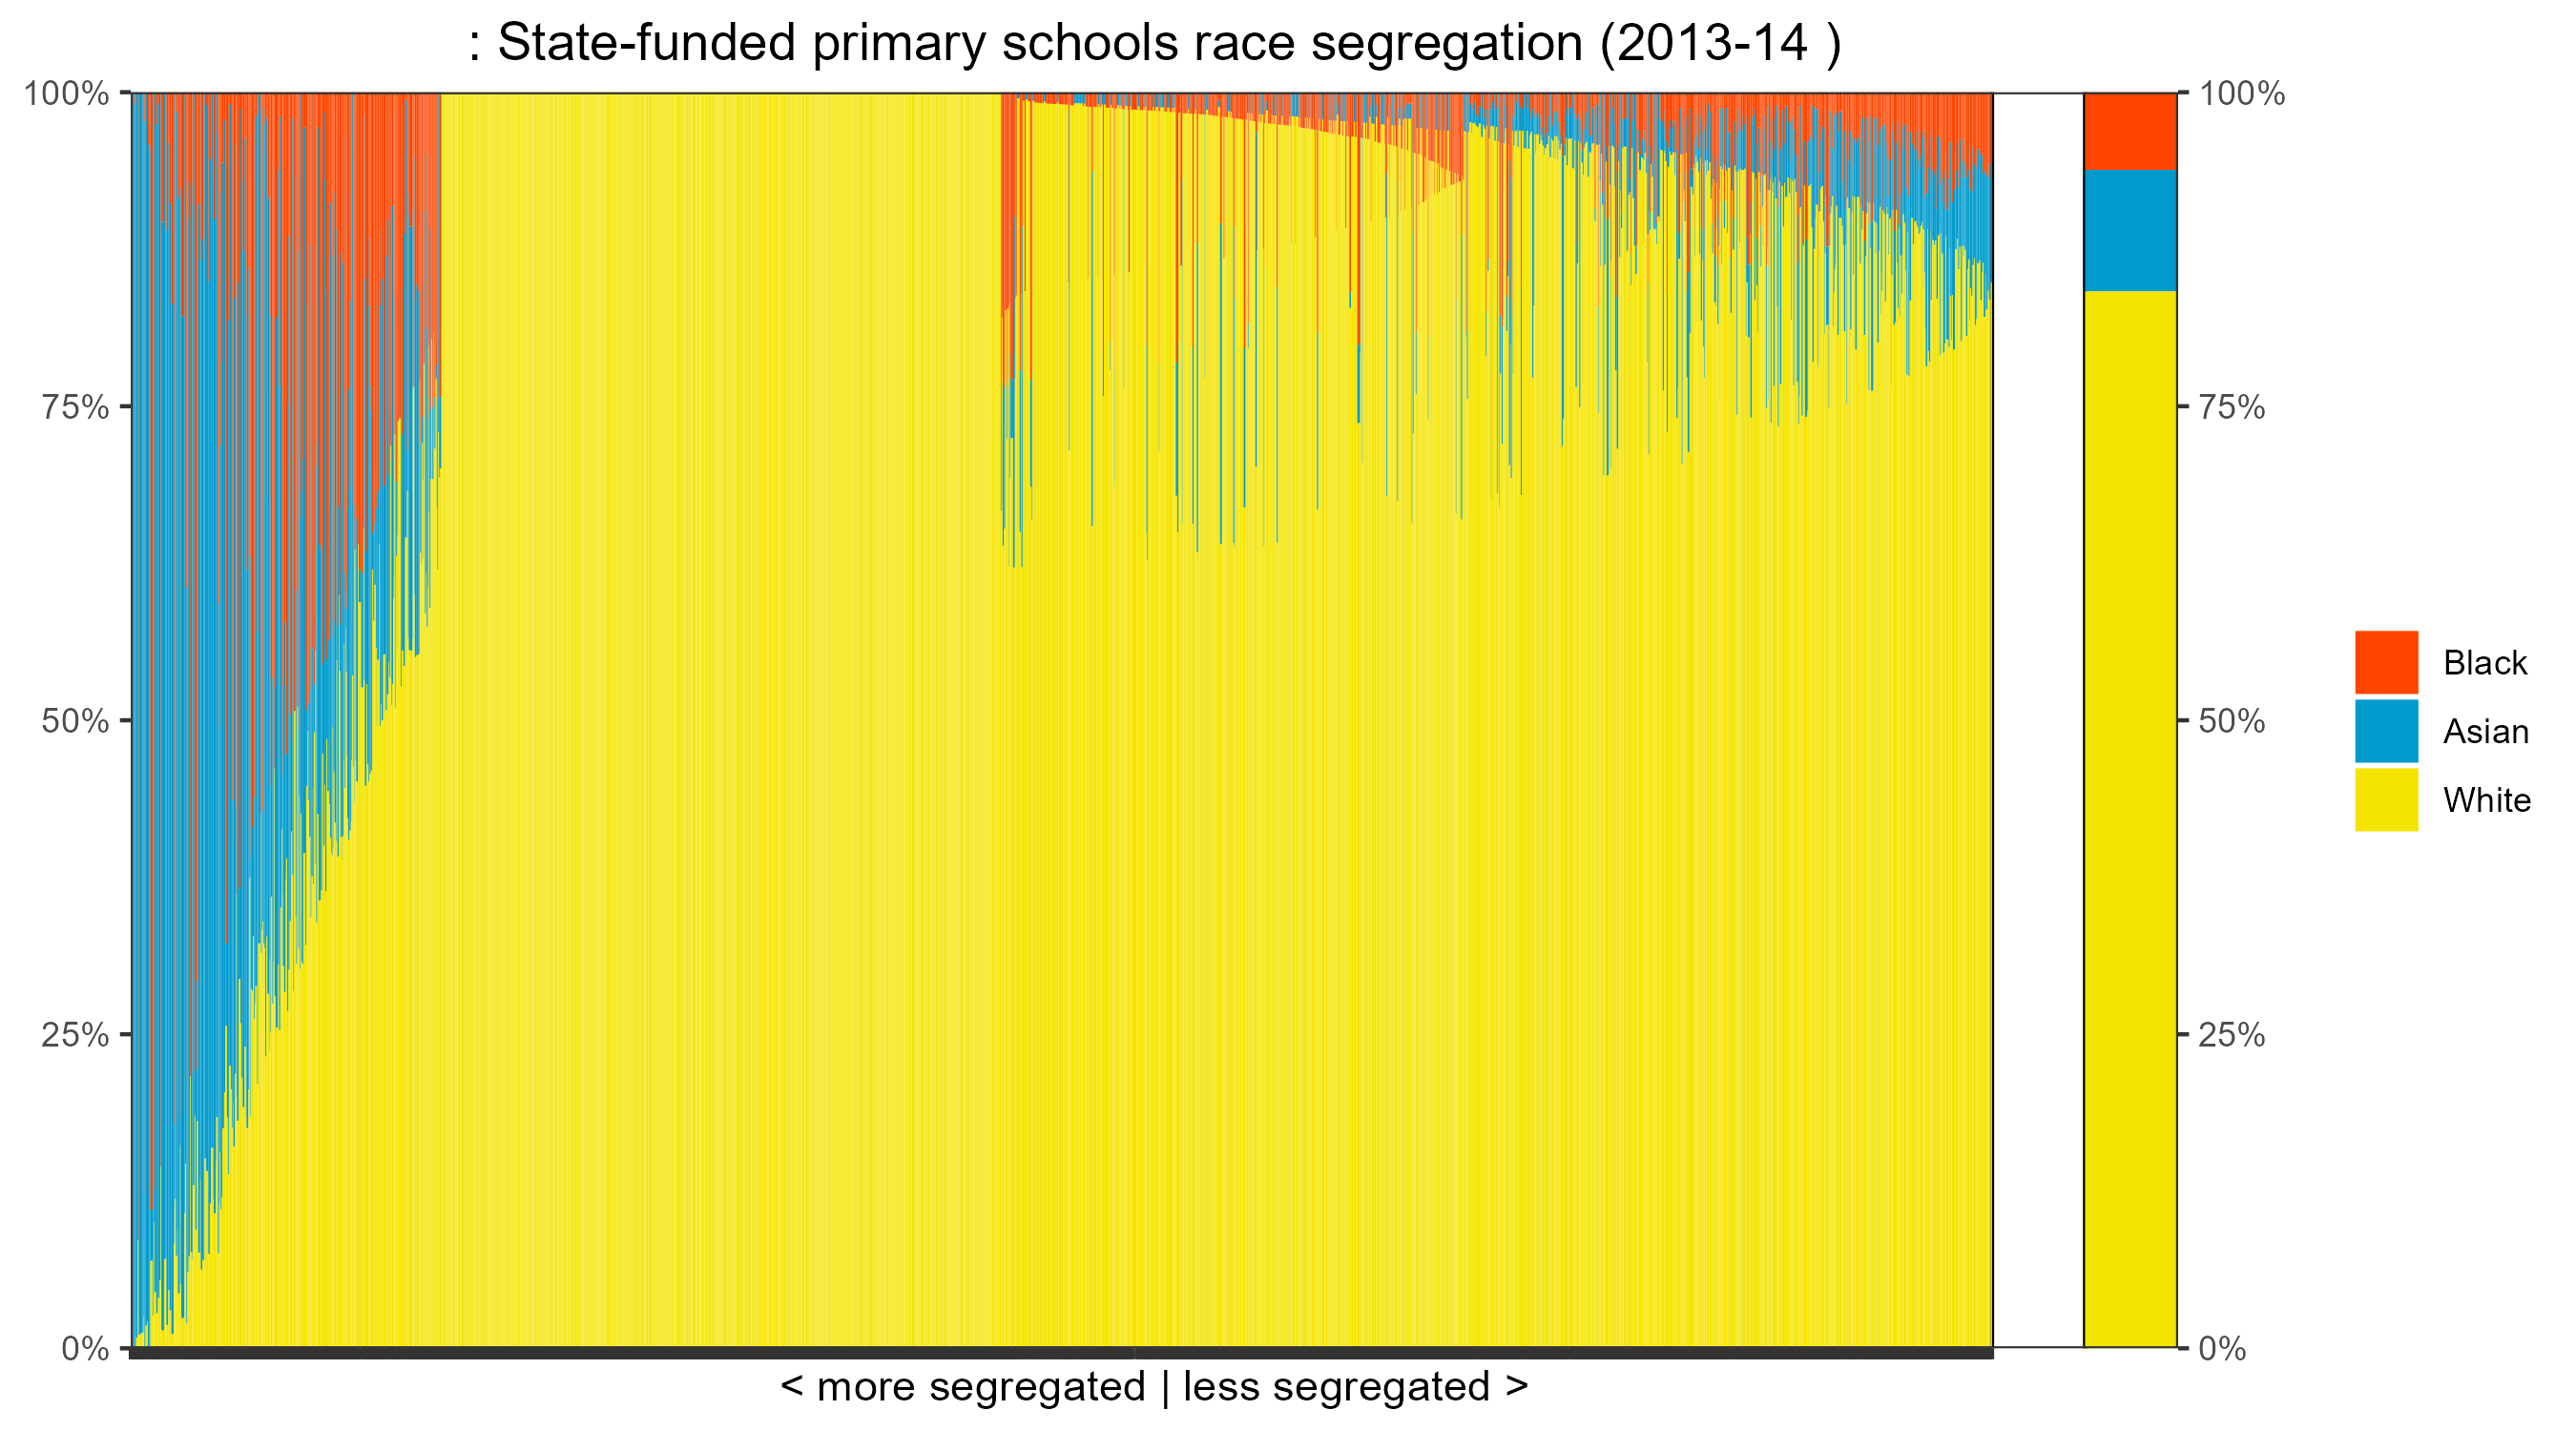 : State-funded primary schools race segregation (2013-14 )
100%
75%
50%
25%
0%
100%
75%
50%
25%
0%
Black
Asian
White
< more segregated | less segregated >